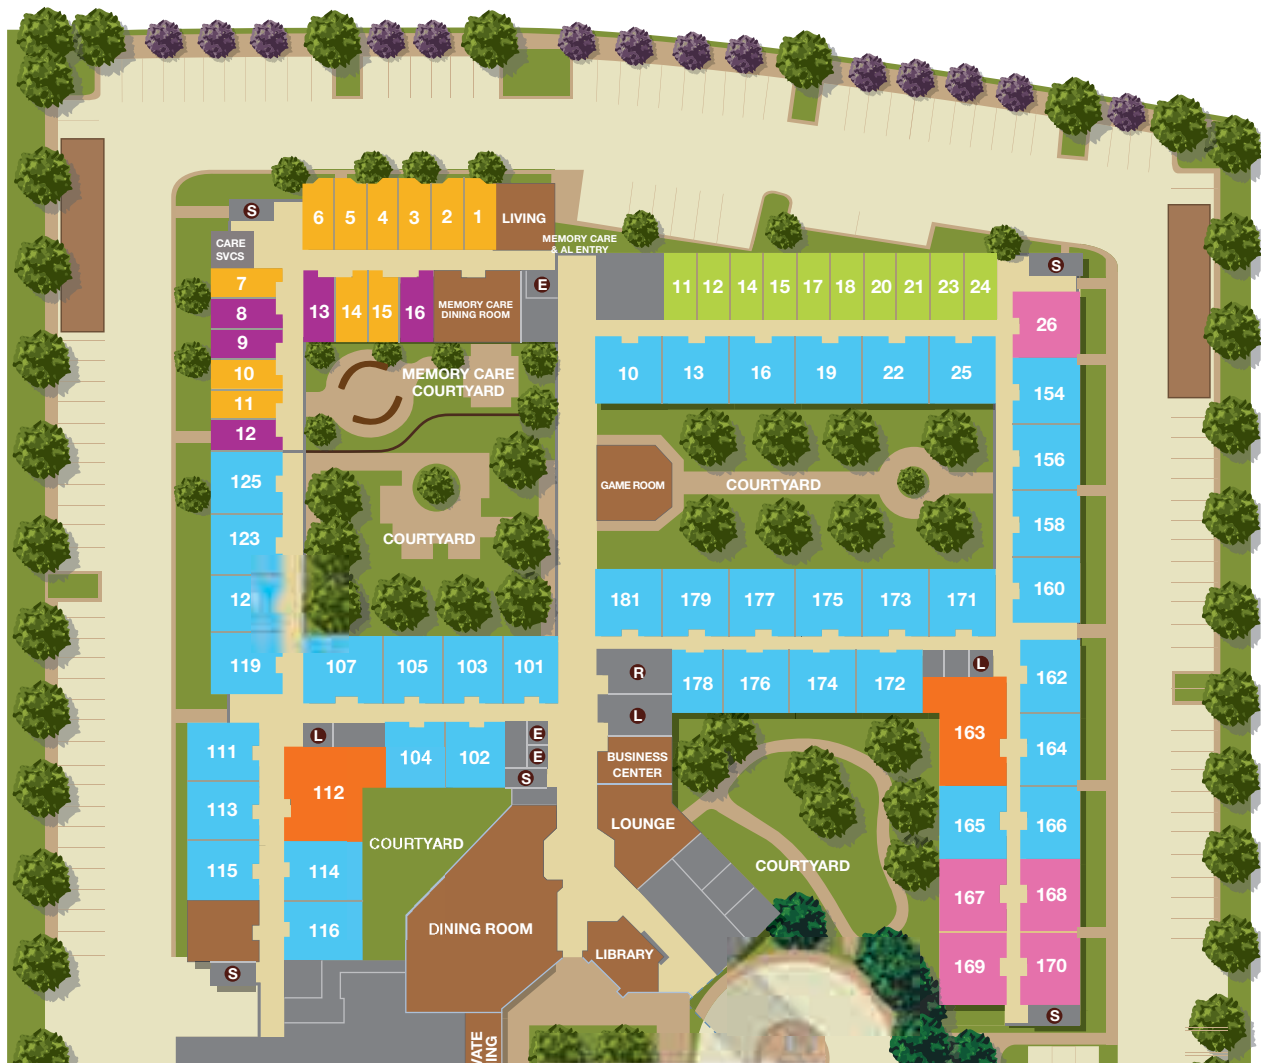 S
6 5 4 3 2 1 LIVING
CARE
SVCS
MEMORY CARE
& AL ENTRY
S
7
8
9
10
11
12
13 14 15 16
MEMORY CARE
DINING ROOM
E
11 12 14 15 17 18 20 21 23 24
26
10 13 16 19 22 25
MEMORY CARE
COURTYARD
154
156
158
160
125
123
119
GAME ROOM
COURTYARD
COURTYARD
181 179 177 175 173 171
107 105 103 101
R
L
178 176 174 172
L
162
163
164
111
113
115
L
104 102
E
E
S
112
BUSINESS
CENTER
LOUNGE
COURTYARD
COURTYARD
165 166
114
116
167 168
DINING ROOM
LIBRARY
169 170
S
S